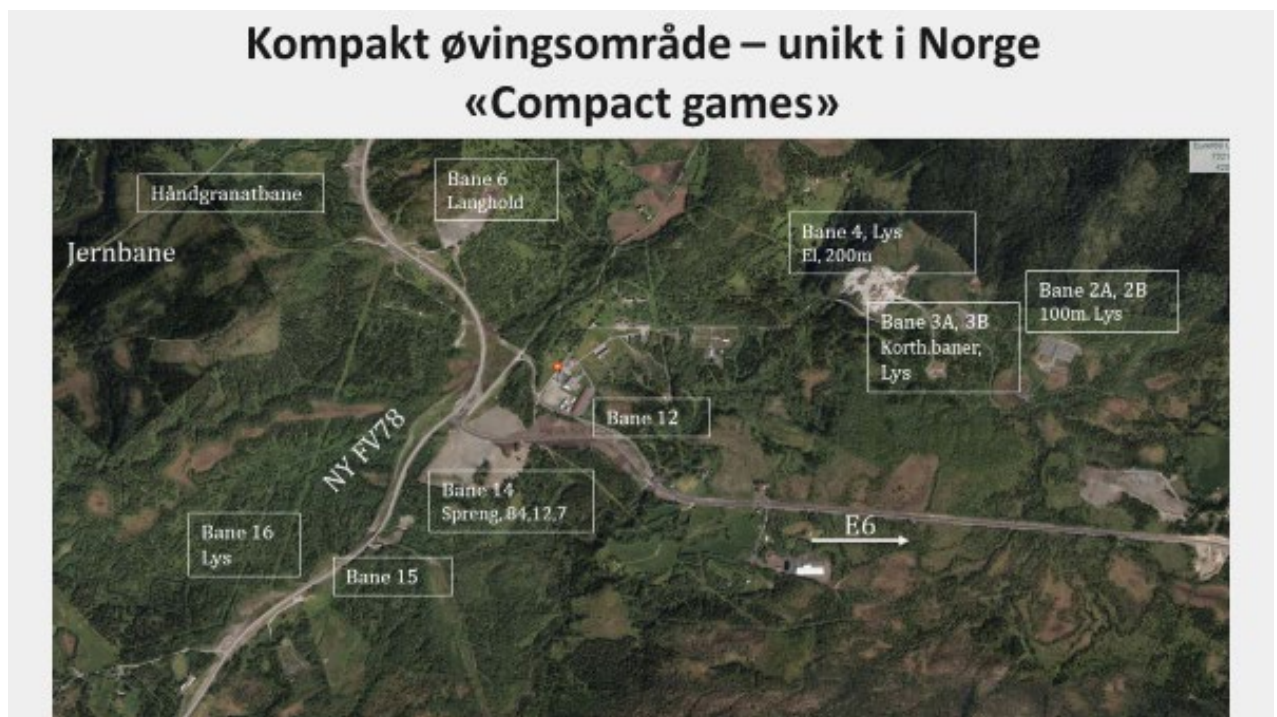 Kompakt øvingsområde – unikt i Norge
«Compact games»
Håndgranatbane
Bane 6
Langhold
Jernbane
Bane 4, Lys
El, 200m
Bane 2A, 2B
100m. Lys
Bane 3A, 3B
Korth.baner,
Lys
Bane 12
NY FV78
Bane 14
Spreng, 84,12,7
E6
Bane 16
Lys
Bane 15